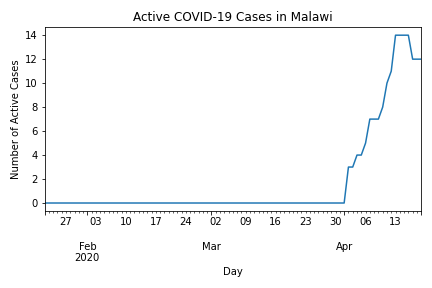 Active COVID-19 Cases in Malawi
14
12
10
8
6
4
2
0
Number of Active Cases
27 03 10 17 24 02 09 16 23 30 06 13
Feb Mar Apr
2020
Day